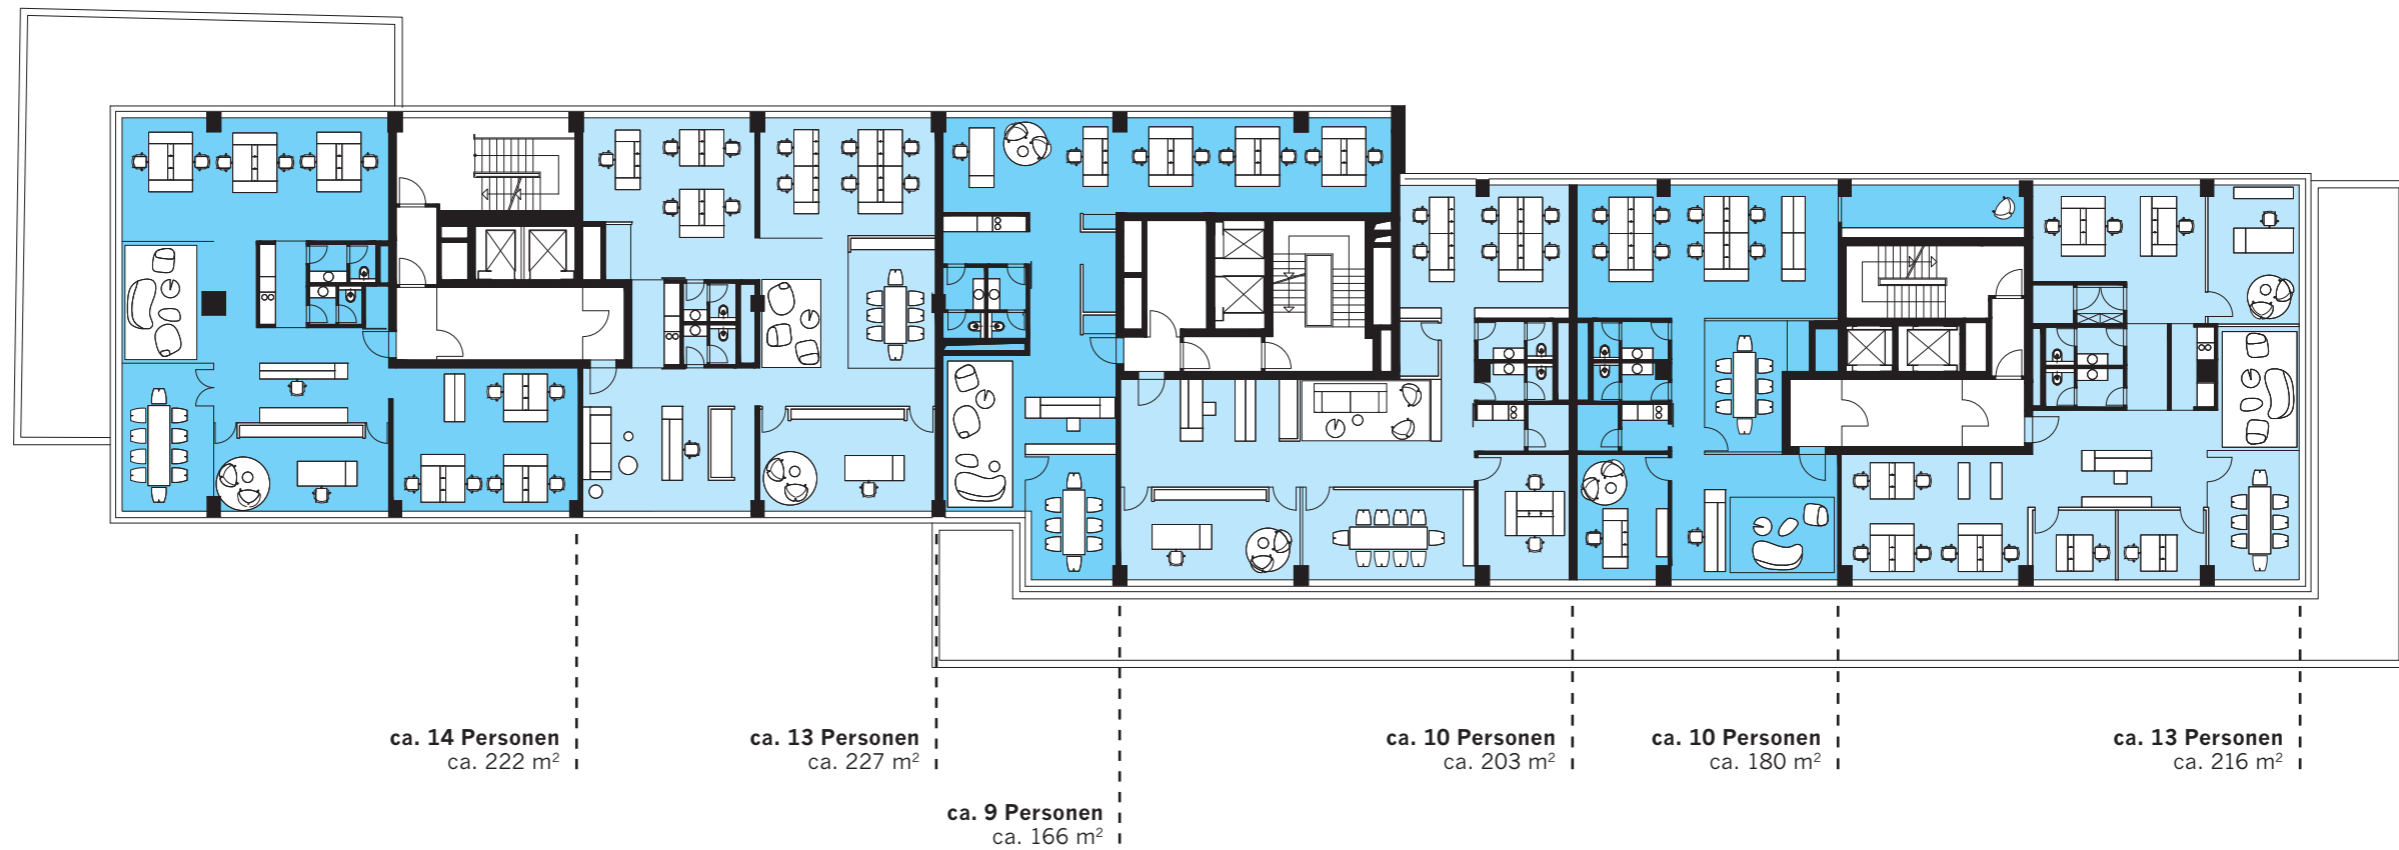 ca. 14 Personen
ca. 222 m²
ca. 13 Personen
ca. 227 m²
ca. 9 Personen
ca. 166 m²
ca. 10 Personen
ca. 203 m²
ca. 10 Personen
ca. 180 m²
ca. 13 Personen
ca. 216 m²